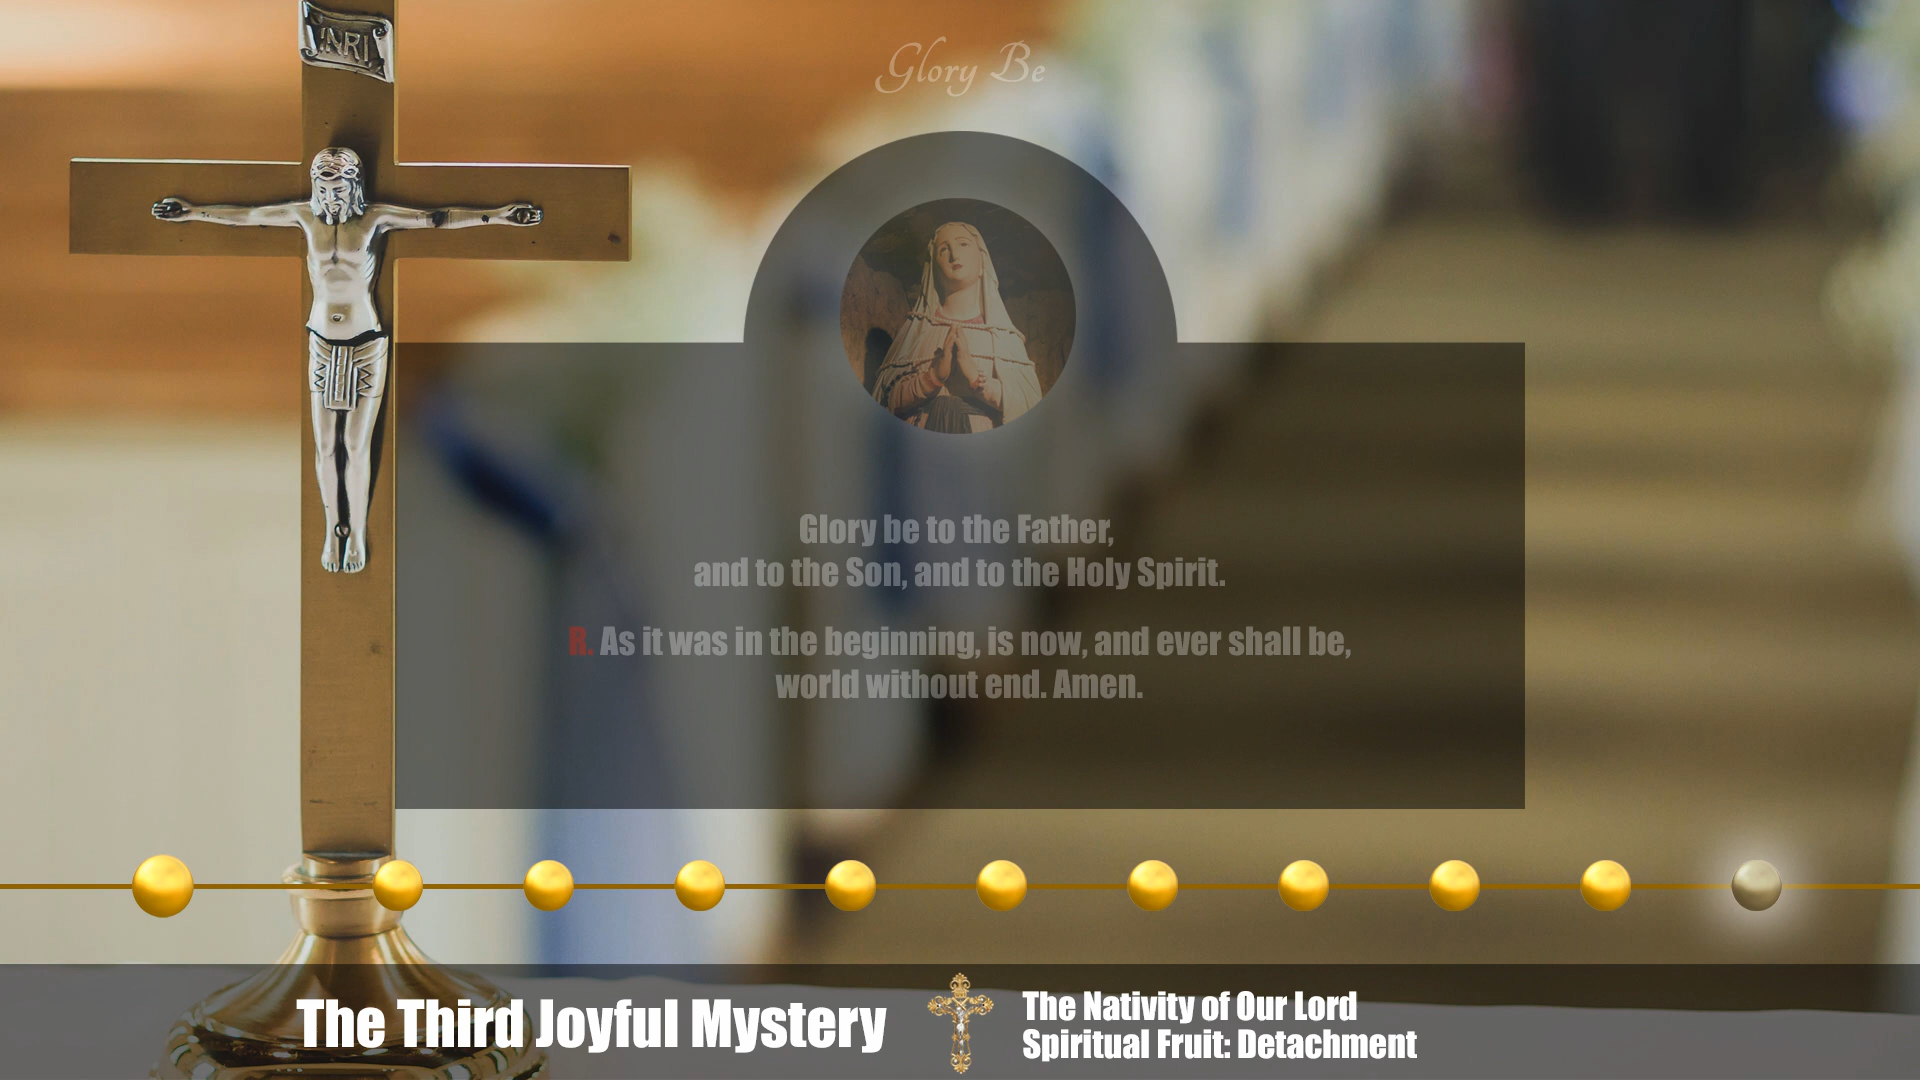 INRI
Glory Be
Glory be to the Father,
and to the Son, and to the Holy Spirit.
R. As it was in the beginning, is now, and ever shall be,
world without end. Amen.
The Third Joyful Mystery
The Nativity of Our Lord
Spiritual Fruit: Detachment